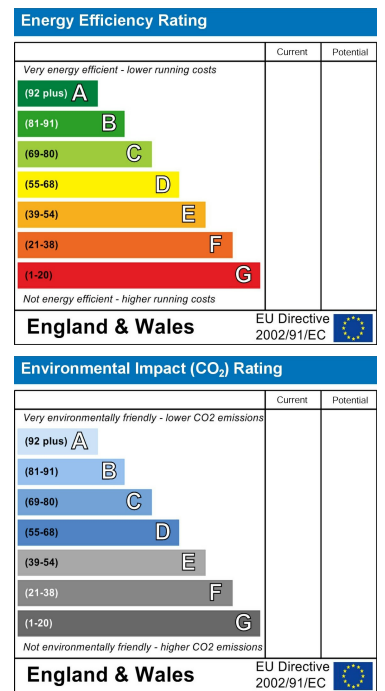 Energy Efficiency Rating
Current Potential
Very energy efficient - lower running costs
(92 plus) A
(81-91) B
(69-80) C
(55-68) D
(39-54) E
(21-38) F
(1-20) G
Not energy efficient - higher running costs
England & Wales
EU Directive
2002/91/EC
Environmental Impact (CO₂) Rating
Current Potential
Very environmentally friendly - lower CO2 emissions
(92 plus) A
(81-91) B
(69-80) C
(55-68) D
(39-54) E
(21-38) F
(1-20) G
Not environmentally friendly - higher CO2 emissions
England & Wales
EU Directive
2002/91/EC